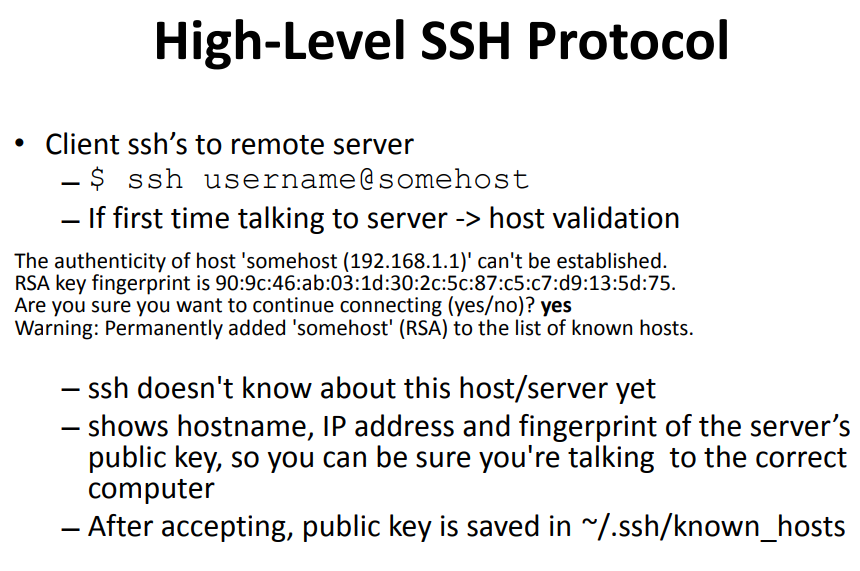 High-Level SSH Protocol
• Client ssh’s to remote server
– $ ssh username@somehost
– If first time talking to server -> host validation
The authenticity of host 'somehost (192.168.1.1)' can't be established.
RSA key fingerprint is 90:9c:46:ab:03:1d:30:2c:5c:87:c5:c7:d9:13:5d:75.
Are you sure you want to continue connecting (yes/no)? yes
Warning: Permanently added 'somehost' (RSA) to the list of known hosts.
– ssh doesn't know about this host/server yet
– shows hostname, IP address and fingerprint of the server’s
public key, so you can be sure you're talking to the correct
computer
– After accepting, public key is saved in ~/.ssh/known_hosts